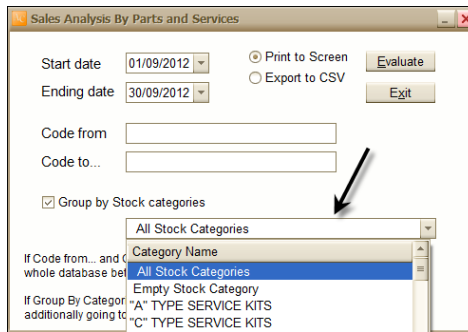 Sales Analysis By Parts and Services
Start date 01/09/2012 Print to Screen Evaluate
Ending date 30/09/2012 Export to CSV Exit
Code from
Code to...
Group by Stock categories
All Stock Categories
Category Name
If Code from... and
All Stock Categories
whole database
Empty Stock Category
If Group By
"A" TYPE SERVICE KITS
additionally going to
"C" TYPE SERVICE KITS